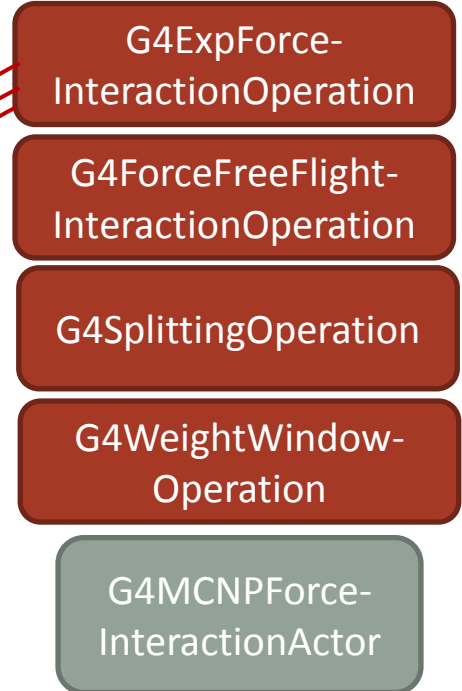 G4ExpForce-
InteractionOperation
G4ForceFreeFlight-
InteractionOperation
G4SplittingOperation
G4WeightWindow-
Operation
G4MCNPForce-
InteractionActor